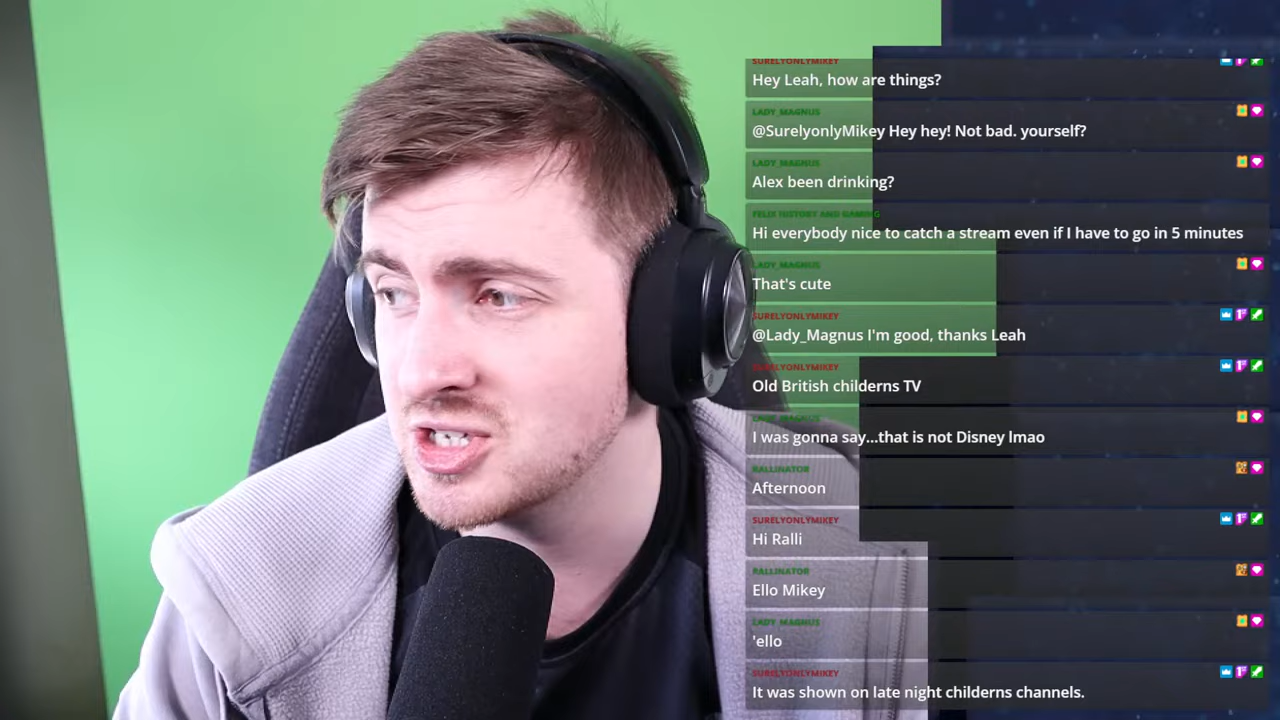 SURELYONLYMIKEY
Hey Leah, how are things?
LADY_MAGNUS
@SurelyonlyMikey Hey hey! Not bad. yourself?
LADY_MAGNUS
Alex been drinking?
FELIX HISTORY AND GAMING
Hi everybody nice to catch a stream even if I have to go in 5 minutes
LADY_MAGNUS
That's cute
SURELYONLYMIKEY
@Lady_Magnus I'm good, thanks Leah
SURELYONLYMIKEY
Old British childerns TV
LADY_MAGNUS
I was gonna say...that is not Disney lmao
RALLINATOR
Afternoon
SURELYONLYMIKEY
Hi Ralli
RALLINATOR
Ello Mikey
LADY_MAGNUS
'ello
SURELYONLYMIKEY
It was shown on late night childerns channels.